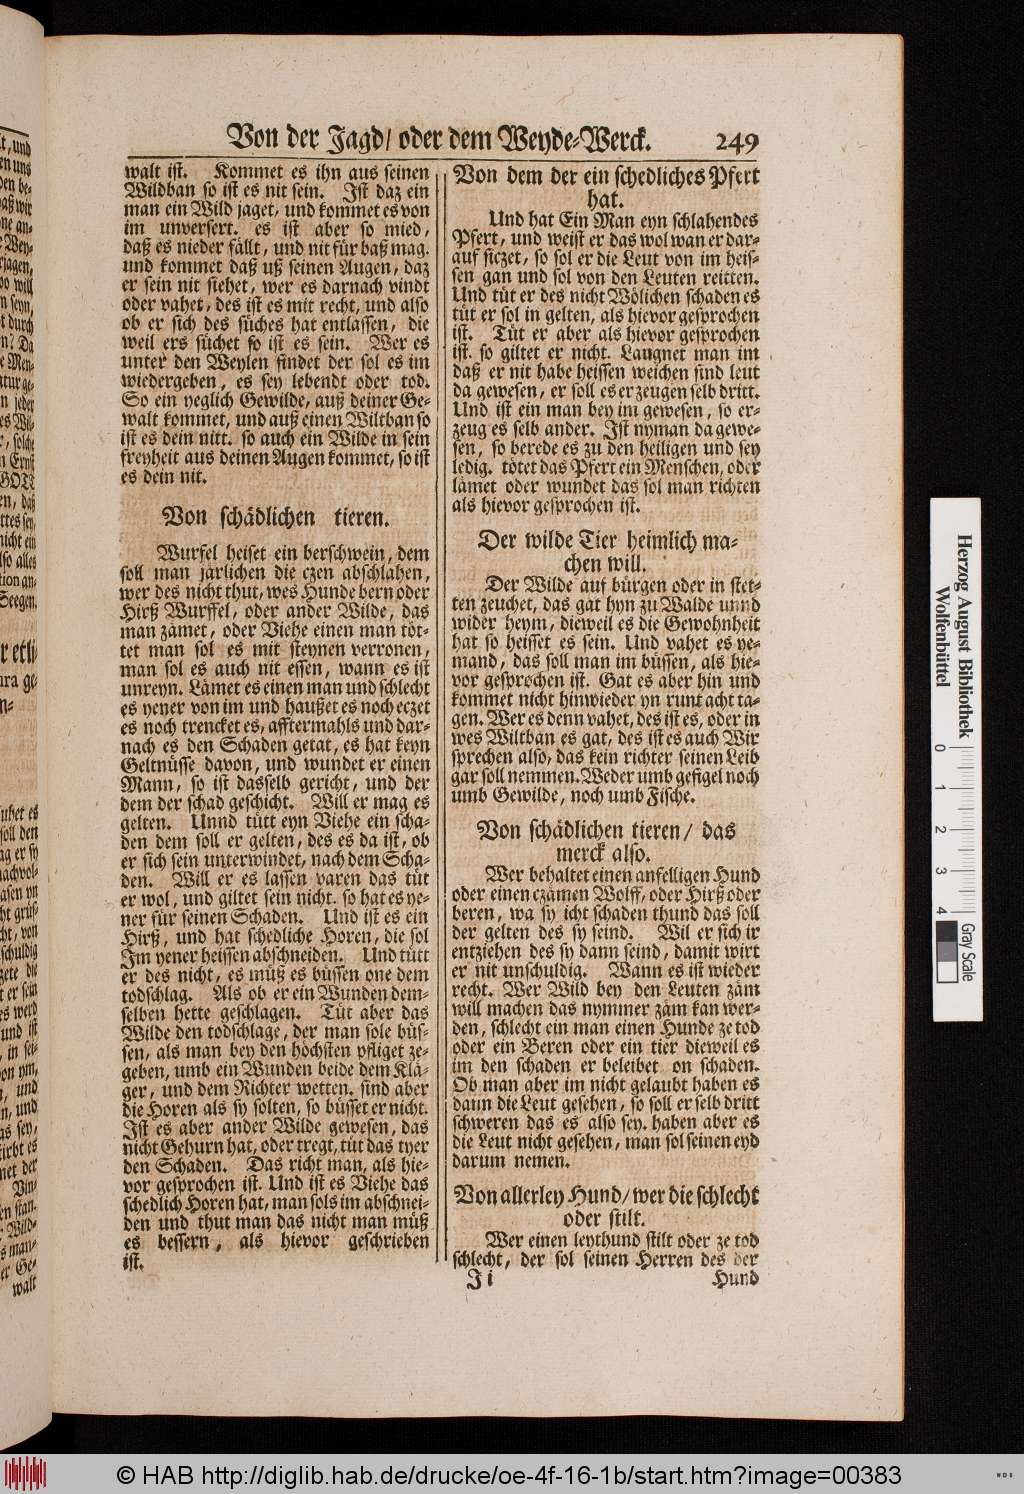 Von der Jagd/ oder dem Weyde-Werck. 249
walt ist. Kommet es ihn aus seinen
Wildban so ist es nit sein. Ist daz ein
man ein Wild jaget, und kommet es von
im unversert. es ist aber so mied,
daß es nieder fällt, und nit für baß mag.
und kommet daß uß seinen Augen, daz
er sein nit siehet, wer es darnach vindt
oder vahet, des ist es mit recht, und also
ob er sich des süches hat entlassen, die
weil ers süchet so ist es sein. Wer es
unter den Weylen findet der sol es im
wiedergeben, es sey lebendt oder tod.
So ein yeglich Gewilde, auß deiner Ge-
walt kommet, und auß einen Wiltban so
ist es dein nitt. so auch ein Wilde in sein
freyheit aus deinen Augen kommet, so ist
es dein nit.
Von schädlichen tieren.
Wurfel heiset ein berschwein, dem
soll man järlichen die czen abschlahen,
wer des nicht thut, wes Hunde bern oder
Hirß Wurffel, oder ander Wilde, das
man zämet, oder Viehe einen man töt-
tet man sol es mit steynen verronen,
man sol es auch nit essen, wann es ist
unreyn. Lämet es einen man und schlecht
es yener von im und haußet es noch eczet
es noch trencket es, afftermahls und dar-
nach es den Schaden getat, es hat keyn
Geltnüsse davon, und wundet er einen
Mann, so ist dasselb gericht, und der
dem der schad geschicht. Will er mag es
gelten. Unnd tütt eyn Viehe ein scha-
den dem soll er gelten, des es da ist, ob
er sich sein unterwindet, nach dem Scha-
den. Will er es lassen varen das tüt
er wol, und giltet sein nicht. so hat es ye-
ner für seinen Schaden. Und ist es ein
Hirß, und hat schedliche Horen, die sol
Im yener heissen abschneiden. Und tütt
er des nicht, es müß es büssen one dem
todschlag. Als ob er ein Wunden dem-
selben hette geschlagen. Tüt aber das
Wilde den todschlage, der man sole büs-
sen, als man bey den höchsten pfliget ze-
geben, umb ein Wunden beide dem Klä-
ger, und dem Richter wetten. sind aber
die Horen als sy solten, so büsset er nicht.
Ist es aber ander Wilde gewesen, das
nicht Gehurn hat, oder tregt, tüt das tyer
den Schaden. Das richt man, als hie-
vor gesprochen ist. Und ist es Viehe das
schedlich Horen hat, man sols im abschnei-
den und thut man das nicht man müß
es bessern, als hievor geschrieben
ist.
Von dem der ein schedliches Pfert
hat.
Und hat Ein Man eyn schlahendes
Pfert, und weist er das wol wan er dar-
auf siczet, so sol er die Leut von im heis-
sen gan und sol von den Leuten reitten.
Und tüt er des nicht Wölichen schaden es
tüt er sol in gelten, als hievor gesprochen
ist. Tüt er aber als hievor gesprochen
ist. so giltet er nicht. Laugnet man im
daß er nit habe heissen weichen sind leut
da gewesen, er soll es erzeugen selb dritt.
Und ist ein man bey im gewesen, so er-
zeug es selb ander. Ist nyman da gewe-
sen, so berede es zu den heiligen und sey
ledig. tötet das Pfert ein Menschen, oder
lämet oder wundet das sol man richten
als hievor gesprochen ist.
Der wilde Tier heimlich ma-
chen will.
Der Wilde auf bürgen oder in stet-
ten zeuchet, das gät hyn zu Walde unnd
wider heym, dieweil es die Gewohnheit
hat so heisset es sein. Und vahet es ye-
mand, das soll man im büssen, als hie-
vor gesprochen ist. Gat es aber hin und
kommet nicht hinwieder yn runt acht ta-
gen. Wer es denn vahet, des ist es, oder in
wes Wiltban es gat, des ist es auch Wir
sprechen also, das kein richter seinen Leib
gar soll nemmen. Weder umb gefigel noch
umb Gewilde, noch umb Fische.
Von schädlichen tieren/ das
merck also.
Wer behaltet einen anfelligen Hund
oder einen czämen Wolff, oder Hirß oder
beren, wa sy icht schaden thund das soll
der gelten des sy seind. Wil er sich ir
entziehen des sy dann seind, damit wirt
er nit unschuldig. Wann es ist wieder
recht. Wer Wild bey den Leuten zäm
will machen das nymmer zäm kan wer-
den, schlecht ein man einen Hunde ze tod
oder ein Beren oder ein tier dieweil es
im den schaden er beleibet on schaden.
Ob man aber im nicht gelaubt haben es
dann die Leut gesehen, so soll er selb dritt
schweren das es also sey. haben aber es
die Leut nicht gesehen, man sol seinen eyd
darum nemen.
Von allerley Hund/ wer die schlecht
oder stilt.
Wer einen leythund stilt oder ze tod
schlecht, der sol seinen Herren des der
J i Hund
Herzog August Bibliothek
Wolfenbüttel
0 1 2 3 4
Gray Scale
© HAB http://diglib.hab.de/drucke/oe-4f-16-1b/start.htm?image=00383